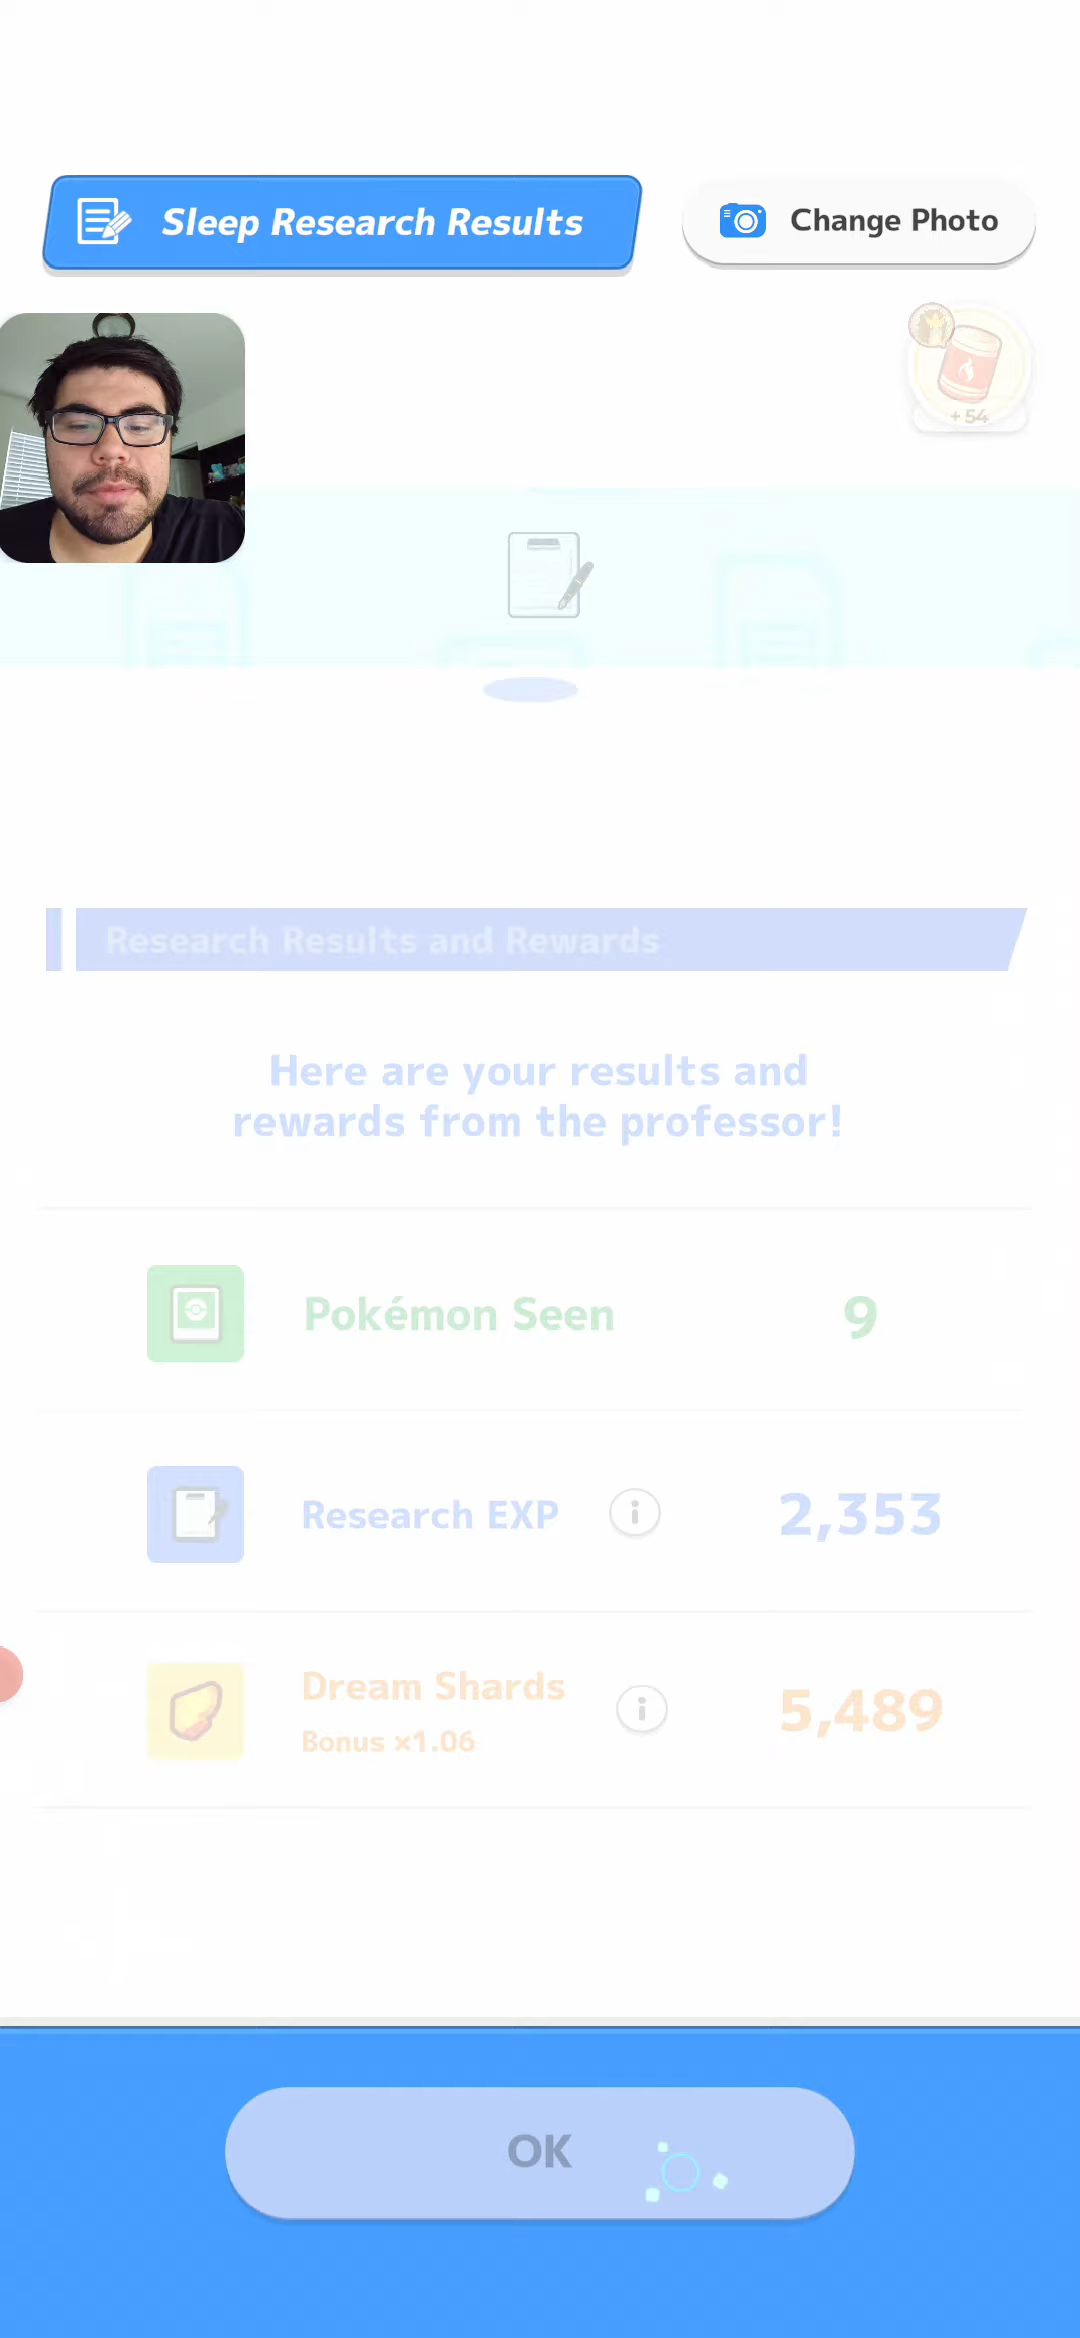 Sleep Research Results
Change Photo
+54
Research Results and Rewards
Here are your results and
rewards from the professor!
Pokémon Seen
9
Research EXP
2,353
Dream Shards
Bonus ×1.06
5,489
OK